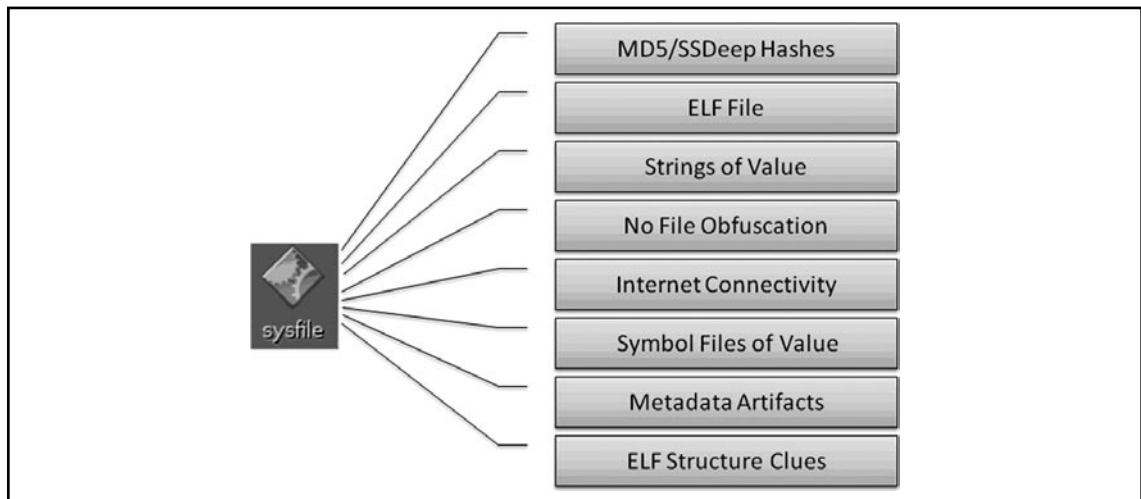 MD5/SSDeep Hashes
ELF File
Strings of Value
No File Obfuscation
Internet Connectivity
sysfile
Symbol Files of Value
Metadata Artifacts
ELF Structure Clues